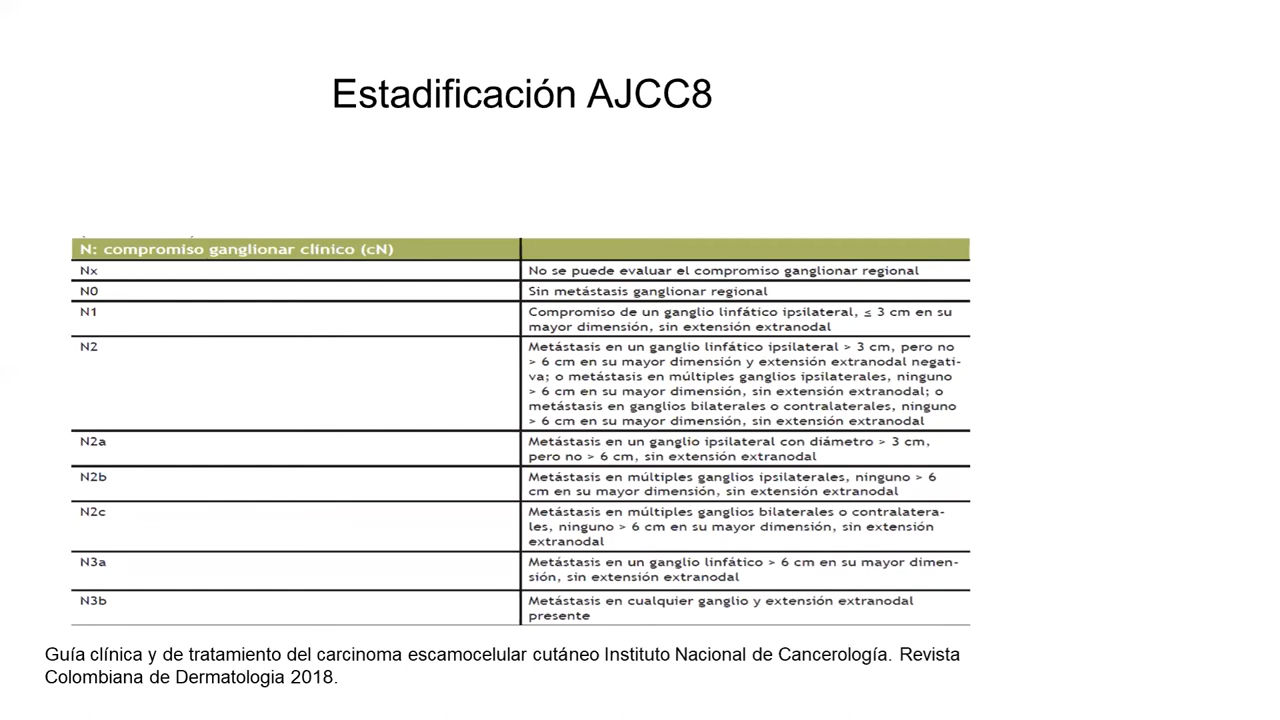 Estadificación AJCC8
N: compromiso ganglionar clínico (cN)
Nx
No se puede evaluar el compromiso ganglionar regional
N0
Sin metástasis ganglionar regional
N1
Compromiso de un ganglio linfático ipsilateral, ≤ 3 cm en su
mayor dimensión, sin extensión extranodal
N2
Metástasis en un ganglio linfático ipsilateral > 3 cm, pero no
> 6 cm en su mayor dimensión y extensión extranodal negati-
va; o metástasis en múltiples ganglios ipsilaterales, ninguno
> 6 cm en su mayor dimensión, sin extensión extranodal; o
metástasis en ganglios bilaterales o contralaterales, ninguno
> 6 cm en su mayor dimensión, sin extensión extranodal
N2a
Metástasis en un ganglio ipsilateral con diámetro > 3 cm,
pero no > 6 cm, sin extensión extranodal
N2b
Metástasis en múltiples ganglios ipsilaterales, ninguno > 6
cm en su mayor dimensión, sin extensión extranodal
N2c
Metástasis en múltiples ganglios bilaterales o contralatera-
les, ninguno > 6 cm en su mayor dimensión, sin extensión
extranodal
N3a
Metástasis en un ganglio linfático > 6 cm en su mayor dimen-
sión, sin extensión extranodal
N3b
Metástasis en cualquier ganglio y extensión extranodal
presente
Guía clínica y de tratamiento del carcinoma escamocelular cutáneo Instituto Nacional de Cancerología. Revista
Colombiana de Dermatologia 2018.